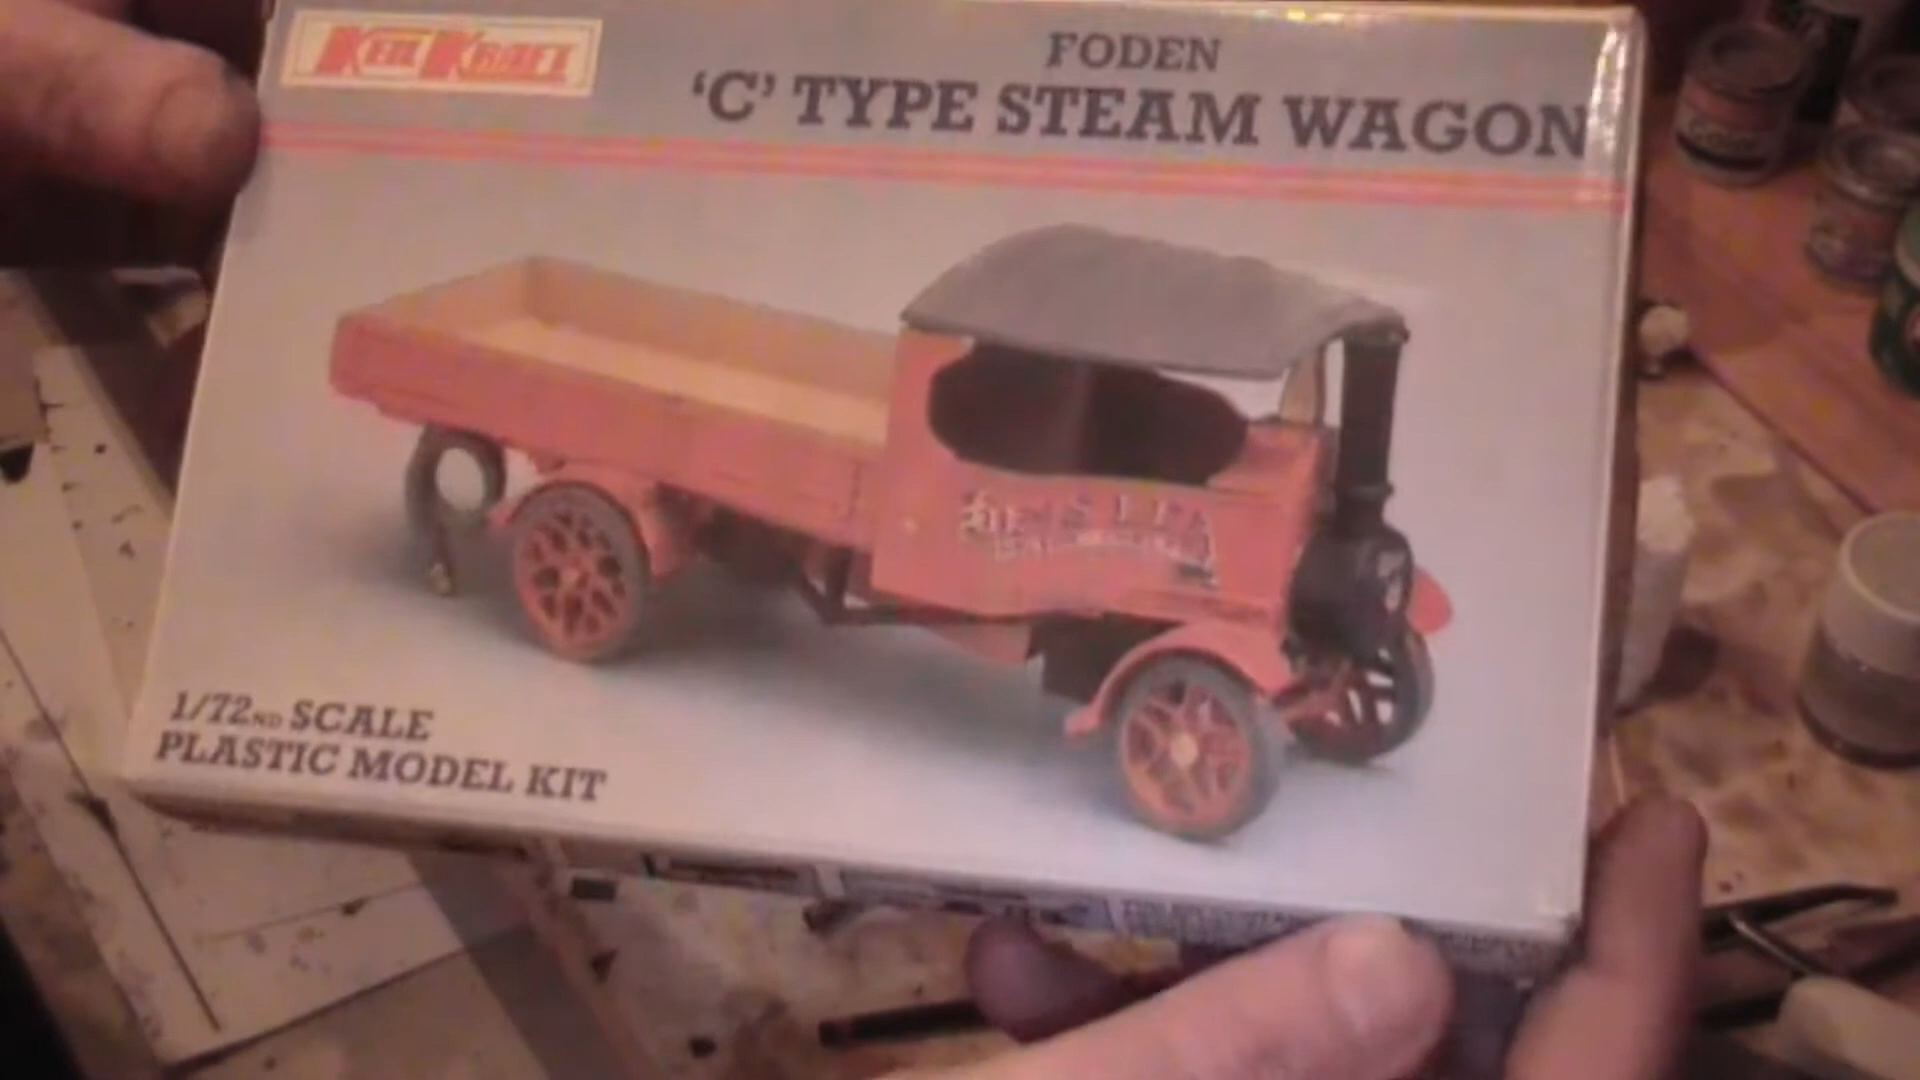 KEIL KRAFT
FODEN
‘C’ TYPE STEAM WAGON
1/72ND SCALE
PLASTIC MODEL KIT